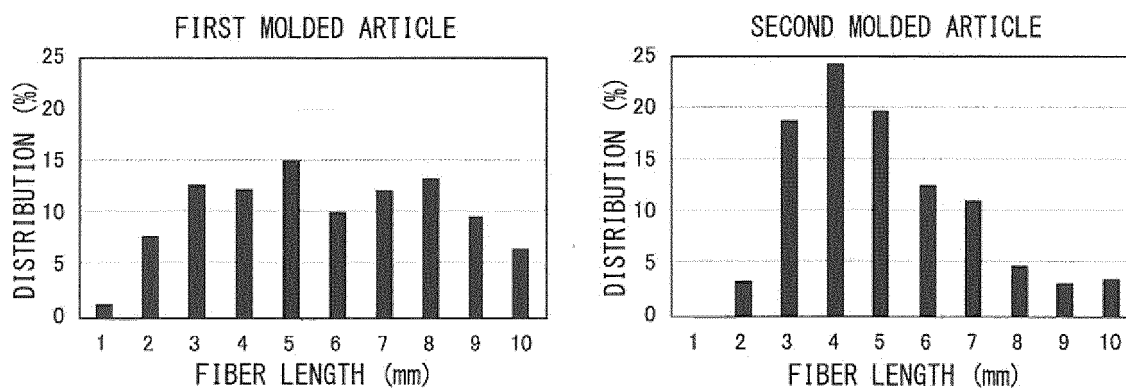 FIRST MOLDED ARTICLE
DISTRIBUTION (%)
25
20
15
10
5
0
1 2 3 4 5 6 7 8 9 10
FIBER LENGTH (mm)
SECOND MOLDED ARTICLE
DISTRIBUTION (%)
25
20
15
10
5
0
1 2 3 4 5 6 7 8 9 10
FIBER LENGTH (mm)